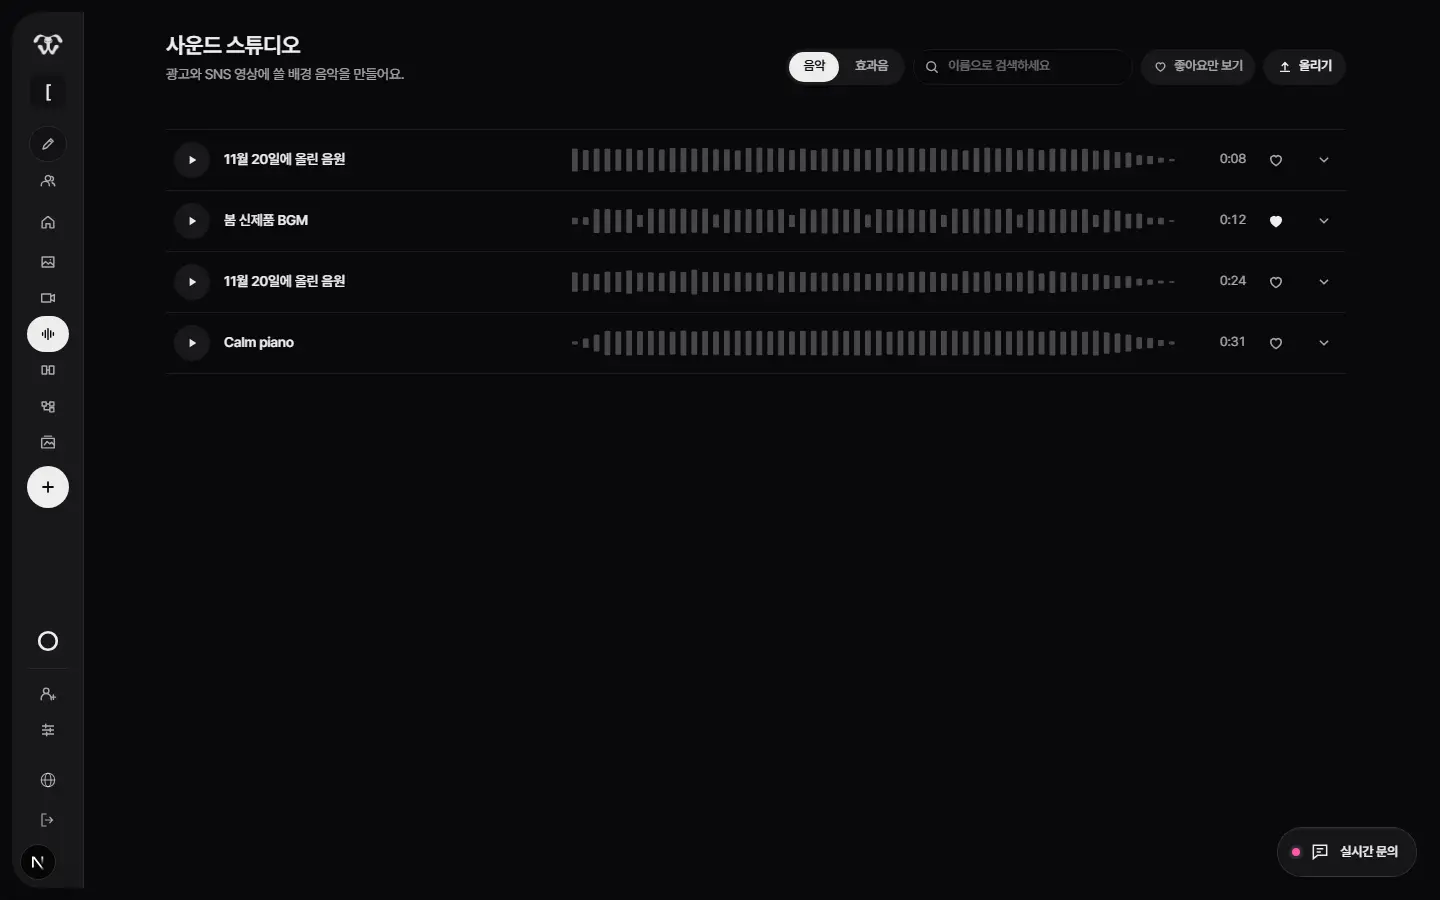 사운드 스튜디오
광고와 SNS 영상에 쓸 배경 음악을 만들어요.
음악
효과음
이름으로 검색하세요
좋아요만 보기
올리기
[
11월 20일에 올린 음원
0:08
봄 신제품 BGM
0:12
11월 20일에 올린 음원
0:24
Calm piano
0:31
N
실시간 문의